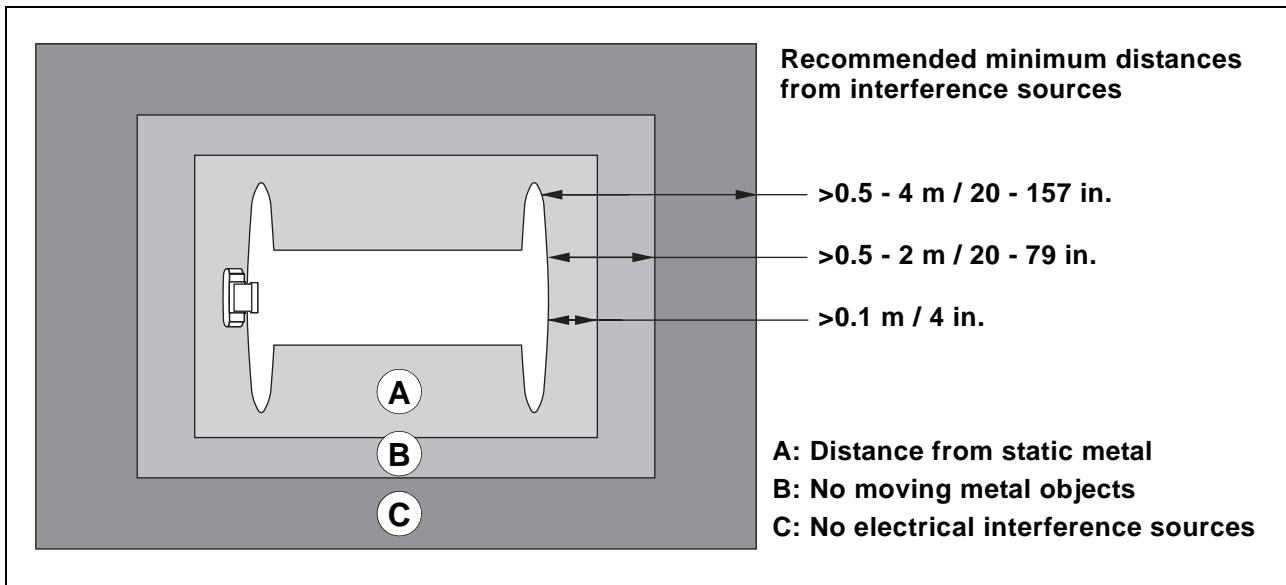 Recommended minimum distances
from interference sources
>0.5 - 4 m / 20 - 157 in.
>0.5 - 2 m / 20 - 79 in.
>0.1 m / 4 in.
A
B
C
A: Distance from static metal
B: No moving metal objects
C: No electrical interference sources